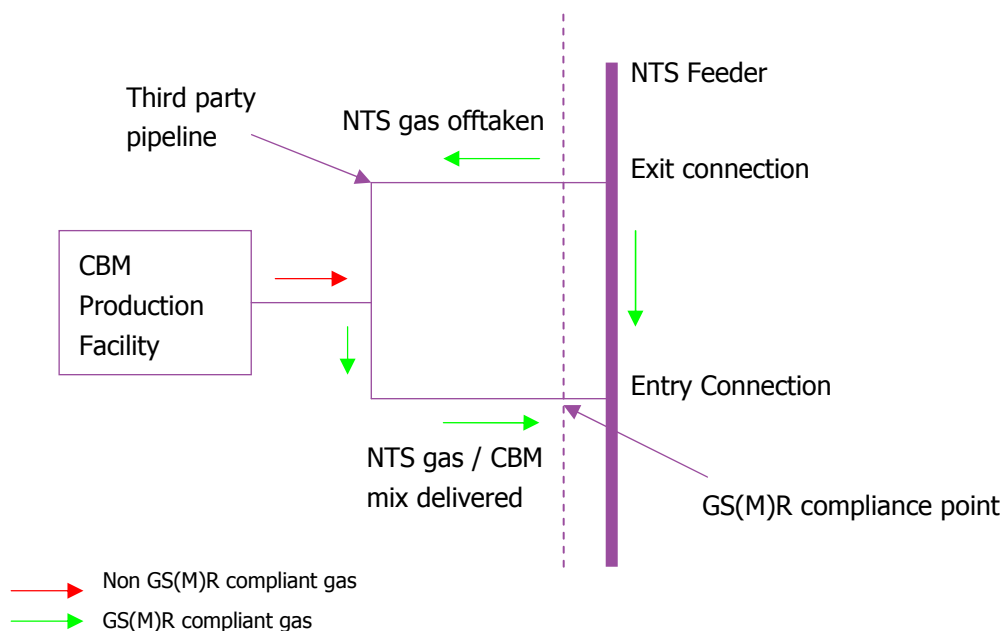 NTS Feeder
Third party
pipeline
NTS gas offtaken
Exit connection
CBM
Production
Facility
Entry Connection
NTS gas / CBM
mix delivered
GS(M)R compliance point
Non GS(M)R compliant gas
GS(M)R compliant gas